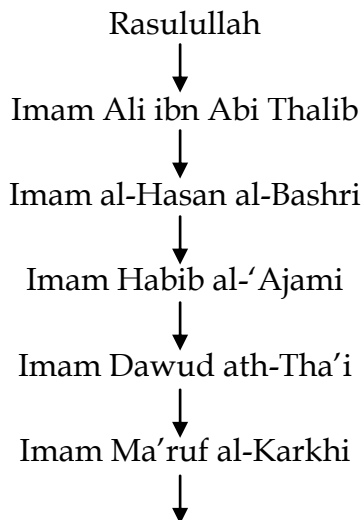 Rasulullah
Imam Ali ibn Abi Thalib
Imam al-Hasan al-Bashri
Imam Habib al-‘Ajami
Imam Dawud ath-Tha’i
Imam Ma’ruf al-Karkhi